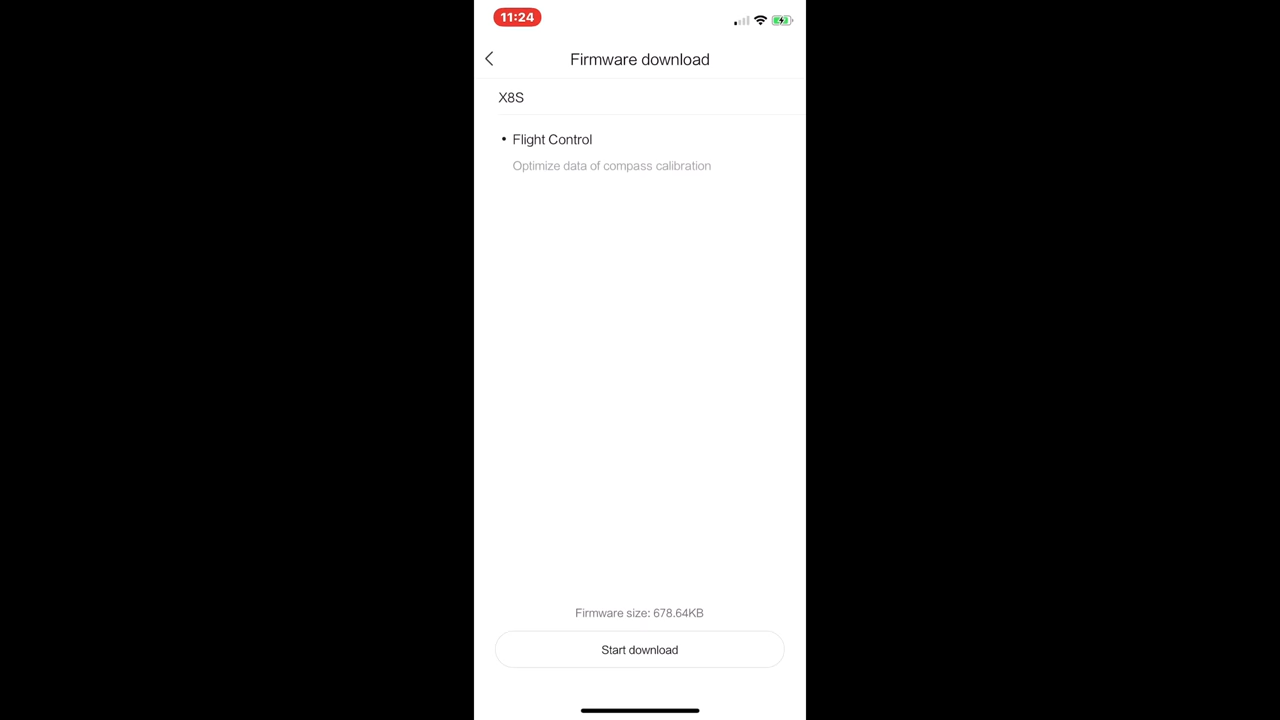 11:24
Firmware download
X8S
• Flight Control
Optimize data of compass calibration
Firmware size: 678.64KB
Start download